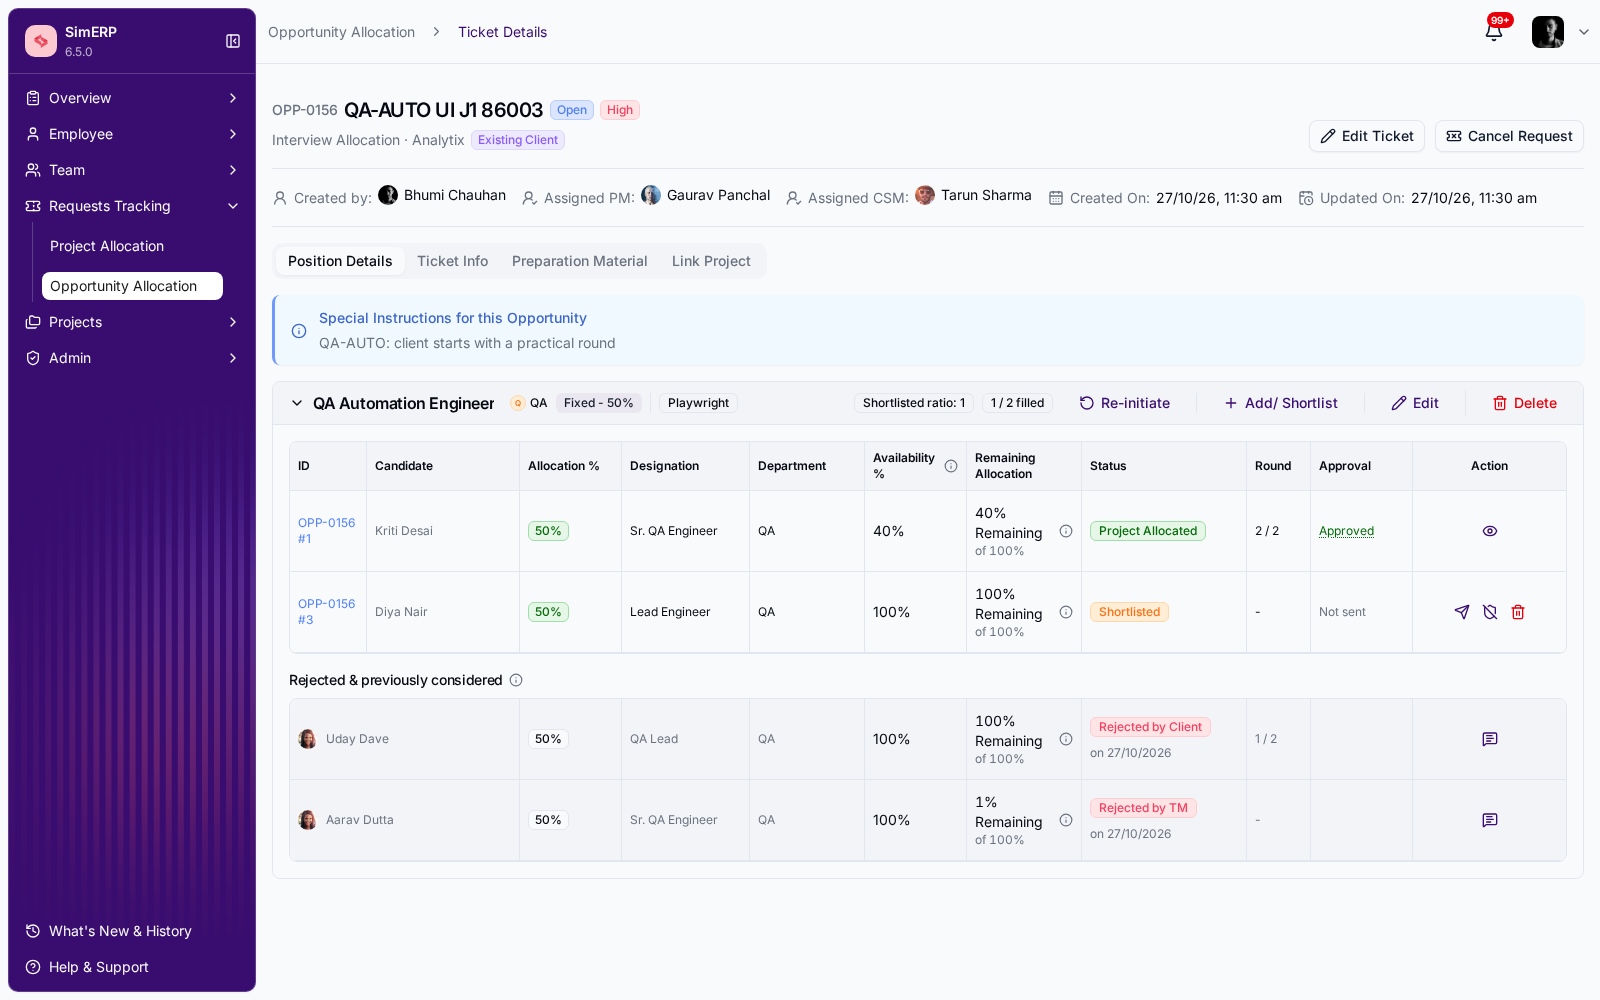 SimERP
6.5.0
Overview
Employee
Team
Requests Tracking
Project Allocation
Opportunity Allocation
Projects
Admin
What's New & History
Help & Support
Opportunity Allocation > Ticket Details
99+
OPP-0156 QA-AUTO UI J1 86003 Open High
Interview Allocation · Analytix Existing Client
Edit Ticket Cancel Request
Created by: Bhumi Chauhan Assigned PM: Gaurav Panchal Assigned CSM: Tarun Sharma Created On: 27/10/26, 11:30 am Updated On: 27/10/26, 11:30 am
Position Details Ticket Info Preparation Material Link Project
Special Instructions for this Opportunity
QA-AUTO: client starts with a practical round
QA Automation Engineer Q QA Fixed - 50% Playwright Shortlisted ratio: 1 1 / 2 filled Re-initiate Add/ Shortlist Edit Delete
ID Candidate Allocation % Designation Department Availability % Remaining Allocation Status Round Approval Action
OPP-0156 #1 Kriti Desai 50% Sr. QA Engineer QA 40% 40% Remaining of 100% Project Allocated 2 / 2 Approved
OPP-0156 #3 Diya Nair 50% Lead Engineer QA 100% 100% Remaining of 100% Shortlisted - Not sent
Rejected & previously considered
Uday Dave 50% QA Lead QA 100% 100% Remaining of 100% Rejected by Client on 27/10/2026 1 / 2
Aarav Dutta 50% Sr. QA Engineer QA 100% 1% Remaining of 100% Rejected by TM on 27/10/2026 -